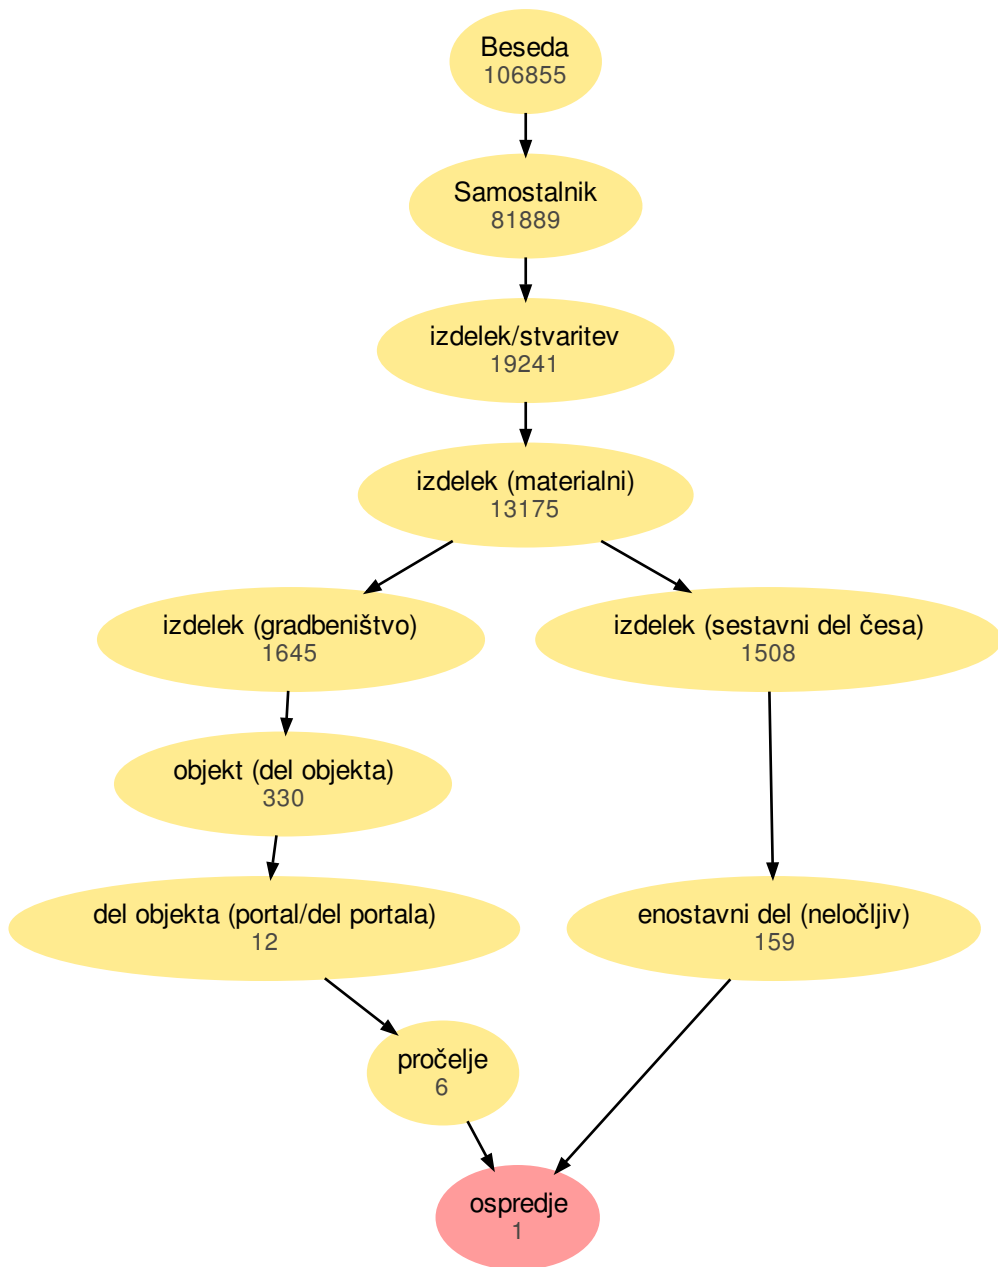 Beseda
106855
Samostalnik
81889
izdelek/stvaritev
19241
izdelek (materialni)
13175
izdelek (gradbeništvo)
1645
izdelek (sestavni del česa)
1508
objekt (del objekta)
330
del objekta (portal/del portala)
12
enostavni del (neločljiv)
159
pročelje
6
ospredje
1